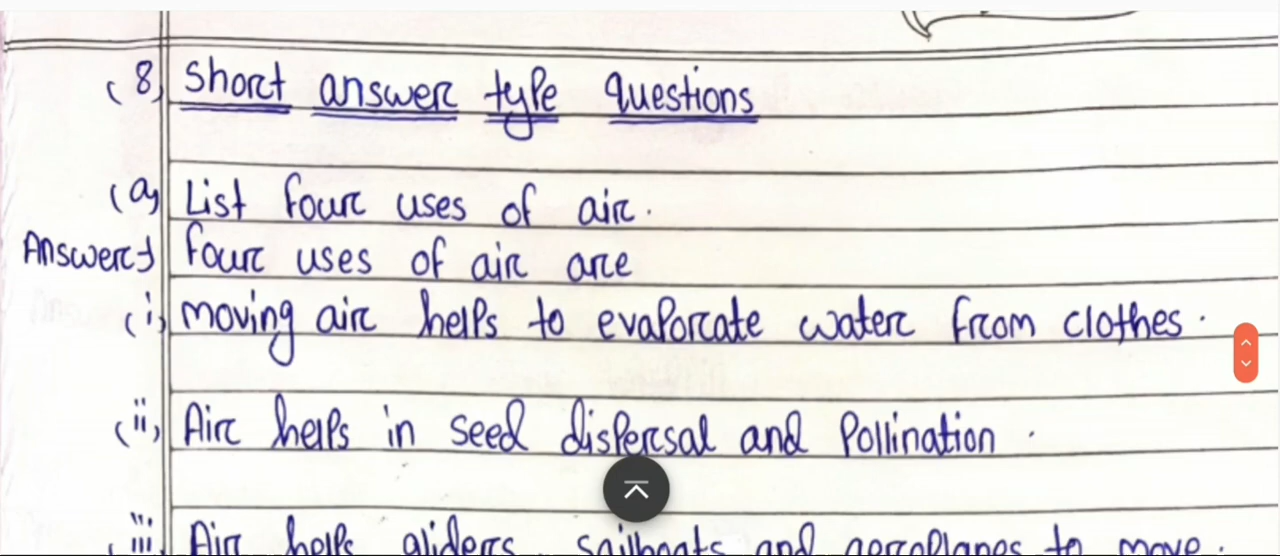 (8) Short answer type questions
(a) List four uses of air.
Answer→ four uses of air are
(i) moving air helps to evaporate water from clothes.
(ii) Air helps in seed dispersal and Pollination.
(iii) Air helps gliders, sailboats and aeroplanes to move.